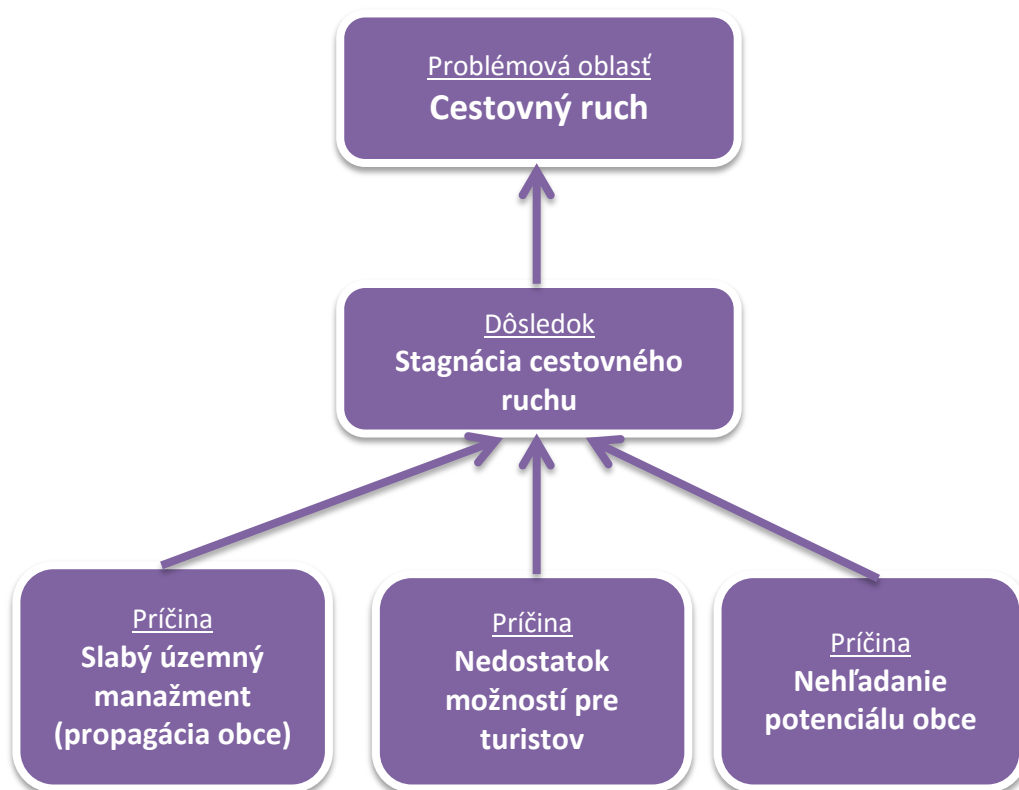 Problémová oblasť
Cestovný ruch
Dôsledok
Stagnácia cestovného
ruchu
Príčina
Slabý územný
manažment
(propagácia obce)
Príčina
Nedostatok
možností pre
turistov
Príčina
Nehľadanie
potenciálu obce